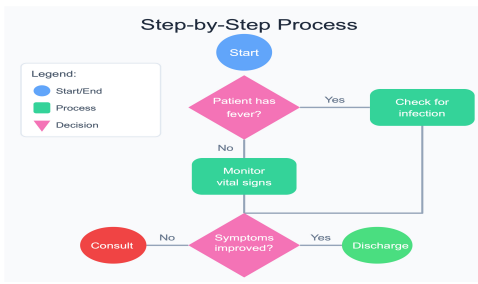 Step-by-Step Process
Start
Legend:
Start/End
Process
Decision
Patient has
fever?
Yes
Check for
infection
No
Monitor
vital signs
Symptoms
improved?
No
Consult
Yes
Discharge